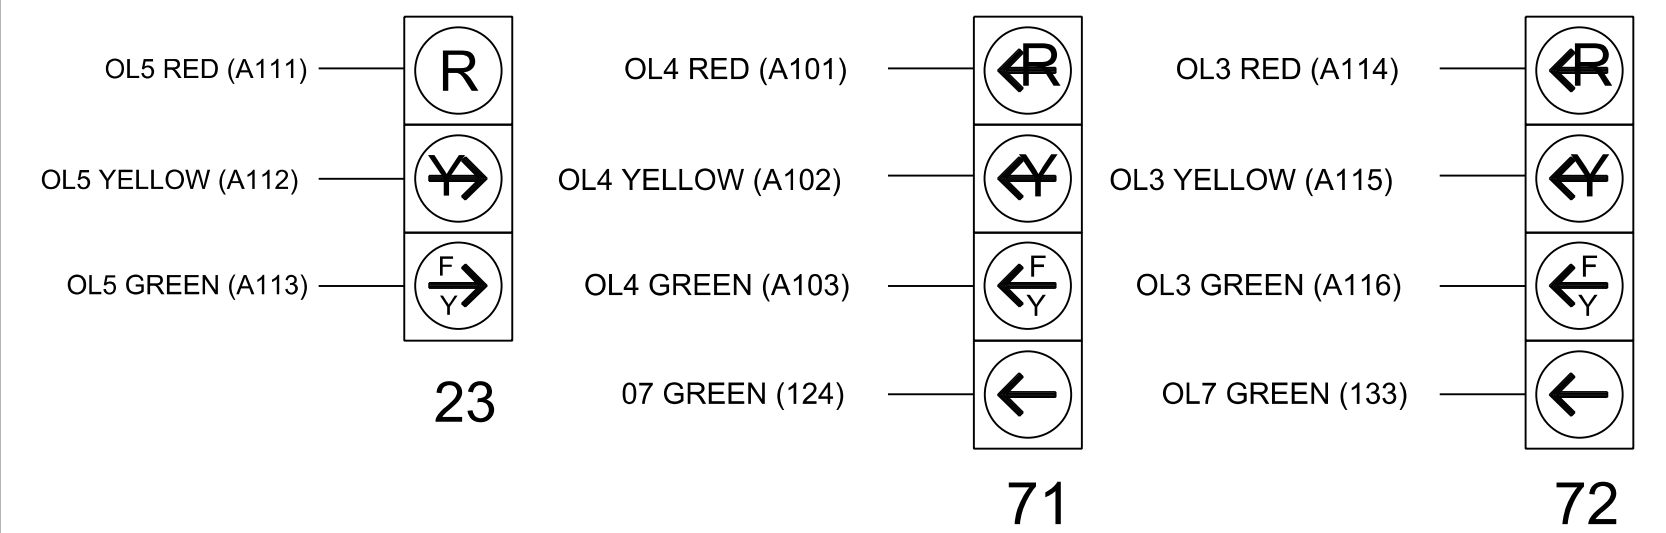 OL5 RED (A111)
R
OL5 YELLOW (A112)
Y
OL5 GREEN (A113)
F
Y
23
OL4 RED (A101)
R
OL4 YELLOW (A102)
Y
OL4 GREEN (A103)
F
Y
07 GREEN (124)
71
OL3 RED (A114)
R
OL3 YELLOW (A115)
Y
OL3 GREEN (A116)
F
Y
OL7 GREEN (133)
72